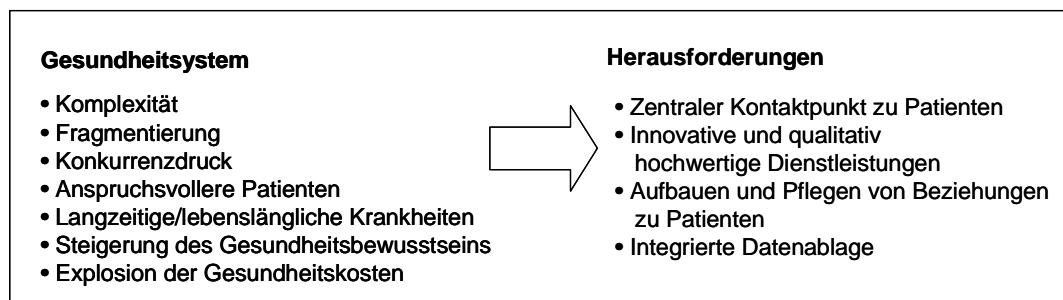 Gesundheitsystem
• Komplexität
• Fragmentierung
• Konkurrenzdruck
• Anspruchsvollere Patienten
• Langzeitige/lebenslängliche Krankheiten
• Steigerung des Gesundheitsbewusstseins
• Explosion der Gesundheitskosten
Herausforderungen
• Zentraler Kontaktpunkt zu Patienten
• Innovative und qualitativ
hochwertige Dienstleistungen
• Aufbauen und Pflegen von Beziehungen
zu Patienten
• Integrierte Datenablage